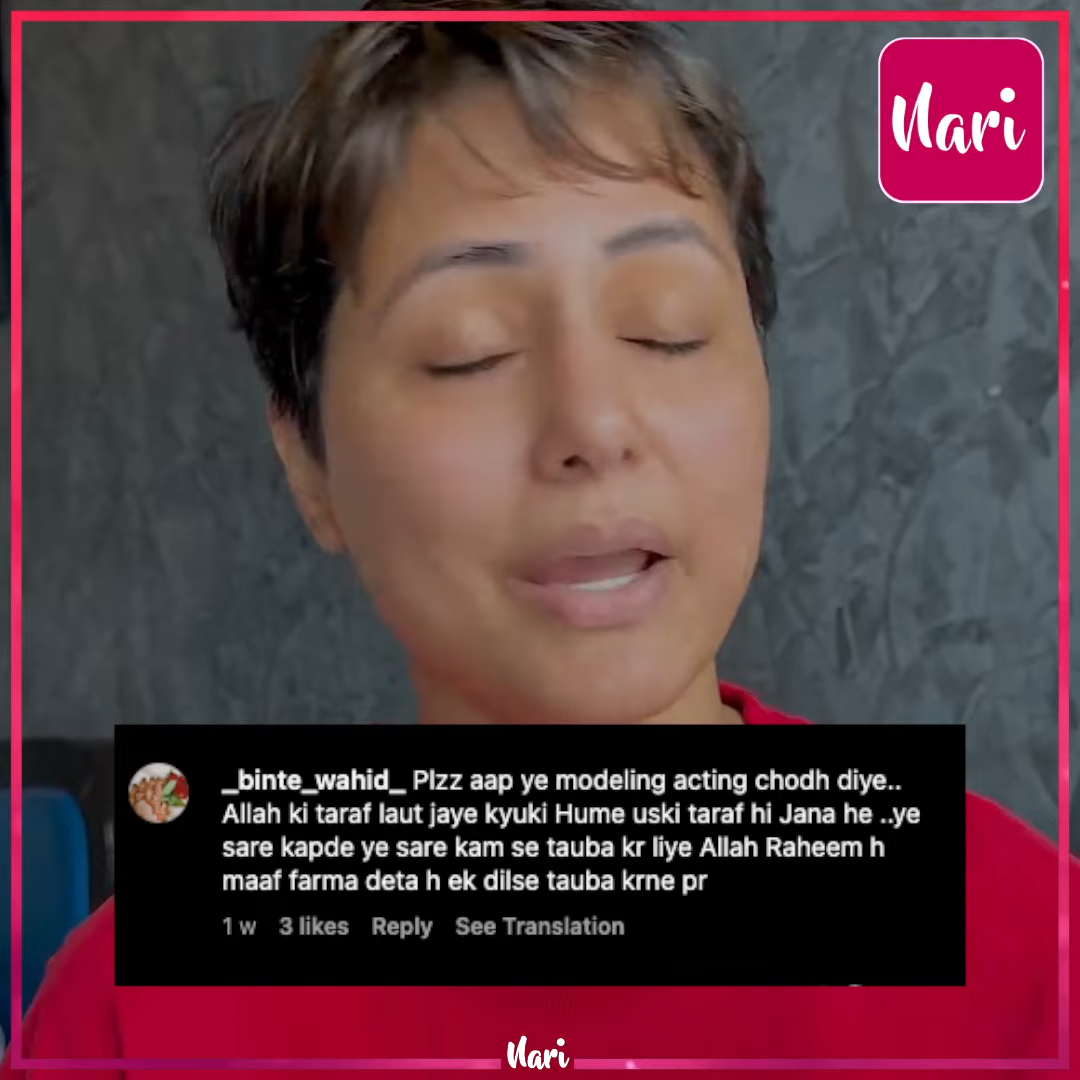 Nari
_binte_wahid_ Plzz aap ye modeling acting chodh diye..
Allah ki taraf laut jaye kyuki Hume uski taraf hi Jana he ..ye
sare kapde ye sare kam se tauba kr liye Allah Raheem h
maaf farma deta h ek dilse tauba krne pr
1 w 3 likes Reply See Translation
Nari